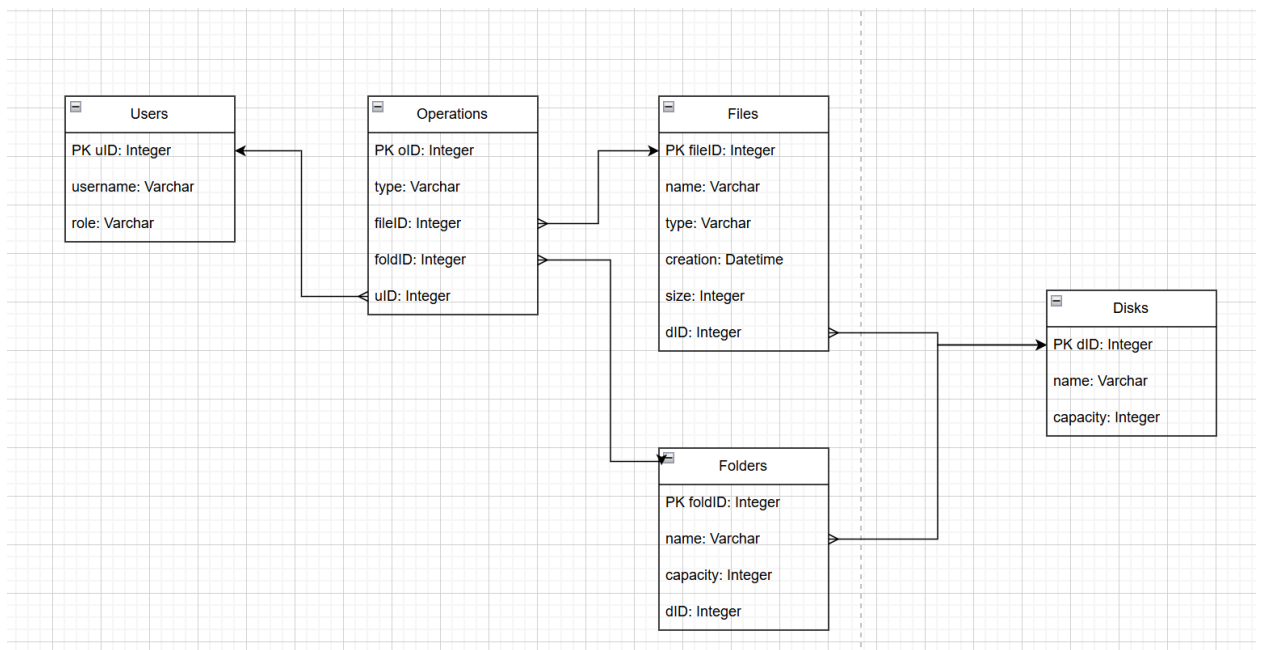 Users
PK uID: Integer
username: Varchar
role: Varchar
Operations
PK oID: Integer
type: Varchar
fileID: Integer
foldID: Integer
uID: Integer
Files
PK fileID: Integer
name: Varchar
type: Varchar
creation: Datetime
size: Integer
dID: Integer
Disks
PK dID: Integer
name: Varchar
capacity: Integer
Folders
PK foldID: Integer
name: Varchar
capacity: Integer
dID: Integer